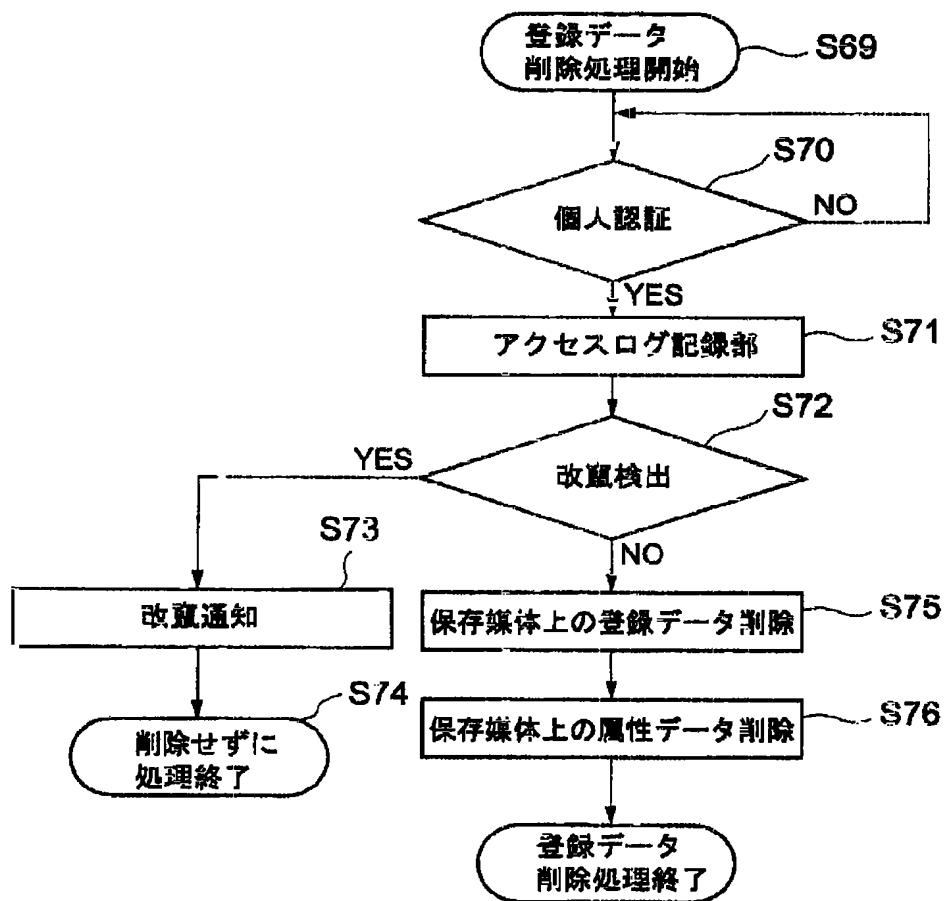 登録データ
削除処理開始
S69
S70
個人認証
NO
YES
アクセスログ記録部
S71
S72
YES
改竄検出
NO
S73
改竄通知
S75
保存媒体上の登録データ削除
S74
削除せずに
処理終了
S76
保存媒体上の属性データ削除
登録データ
削除処理終了